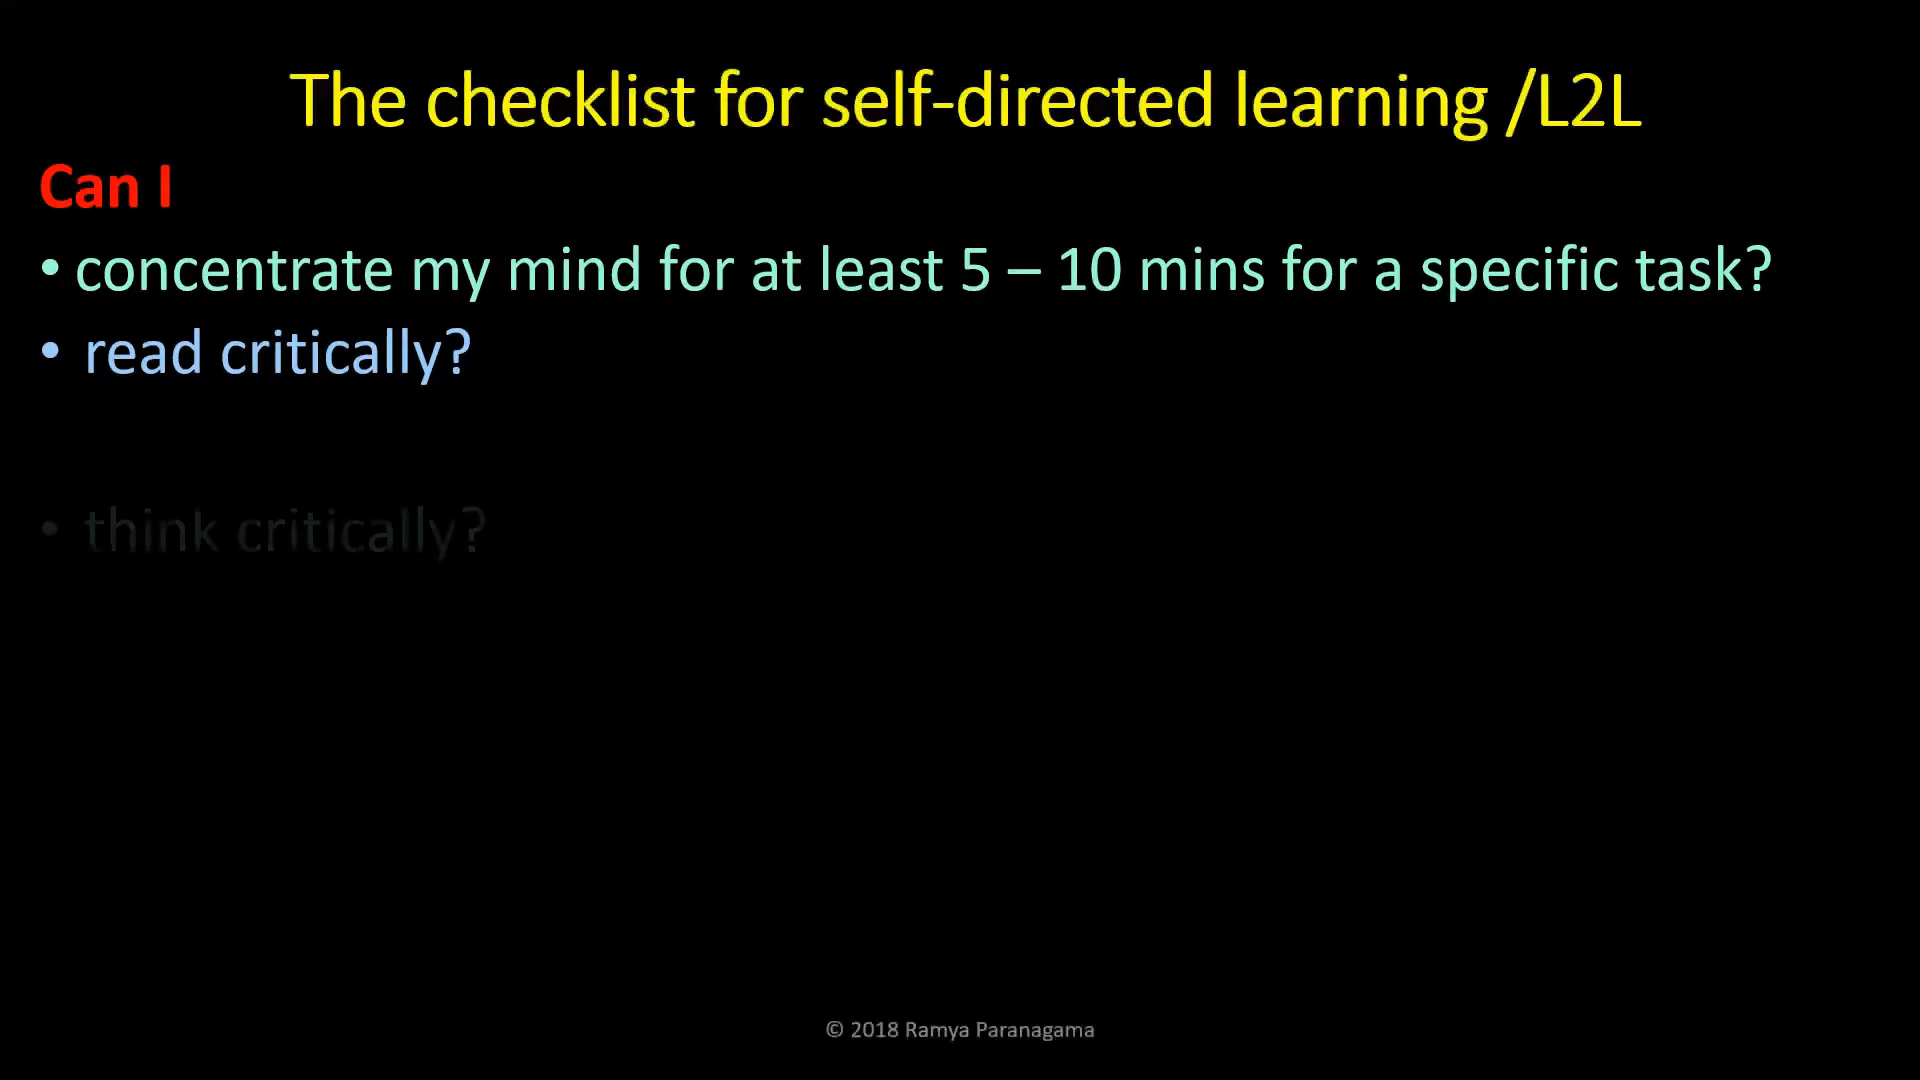 The checklist for self-directed learning /L2L
Can I
• concentrate my mind for at least 5 – 10 mins for a specific task?
• read critically?
• think critically?
© 2018 Ramya Paranagama